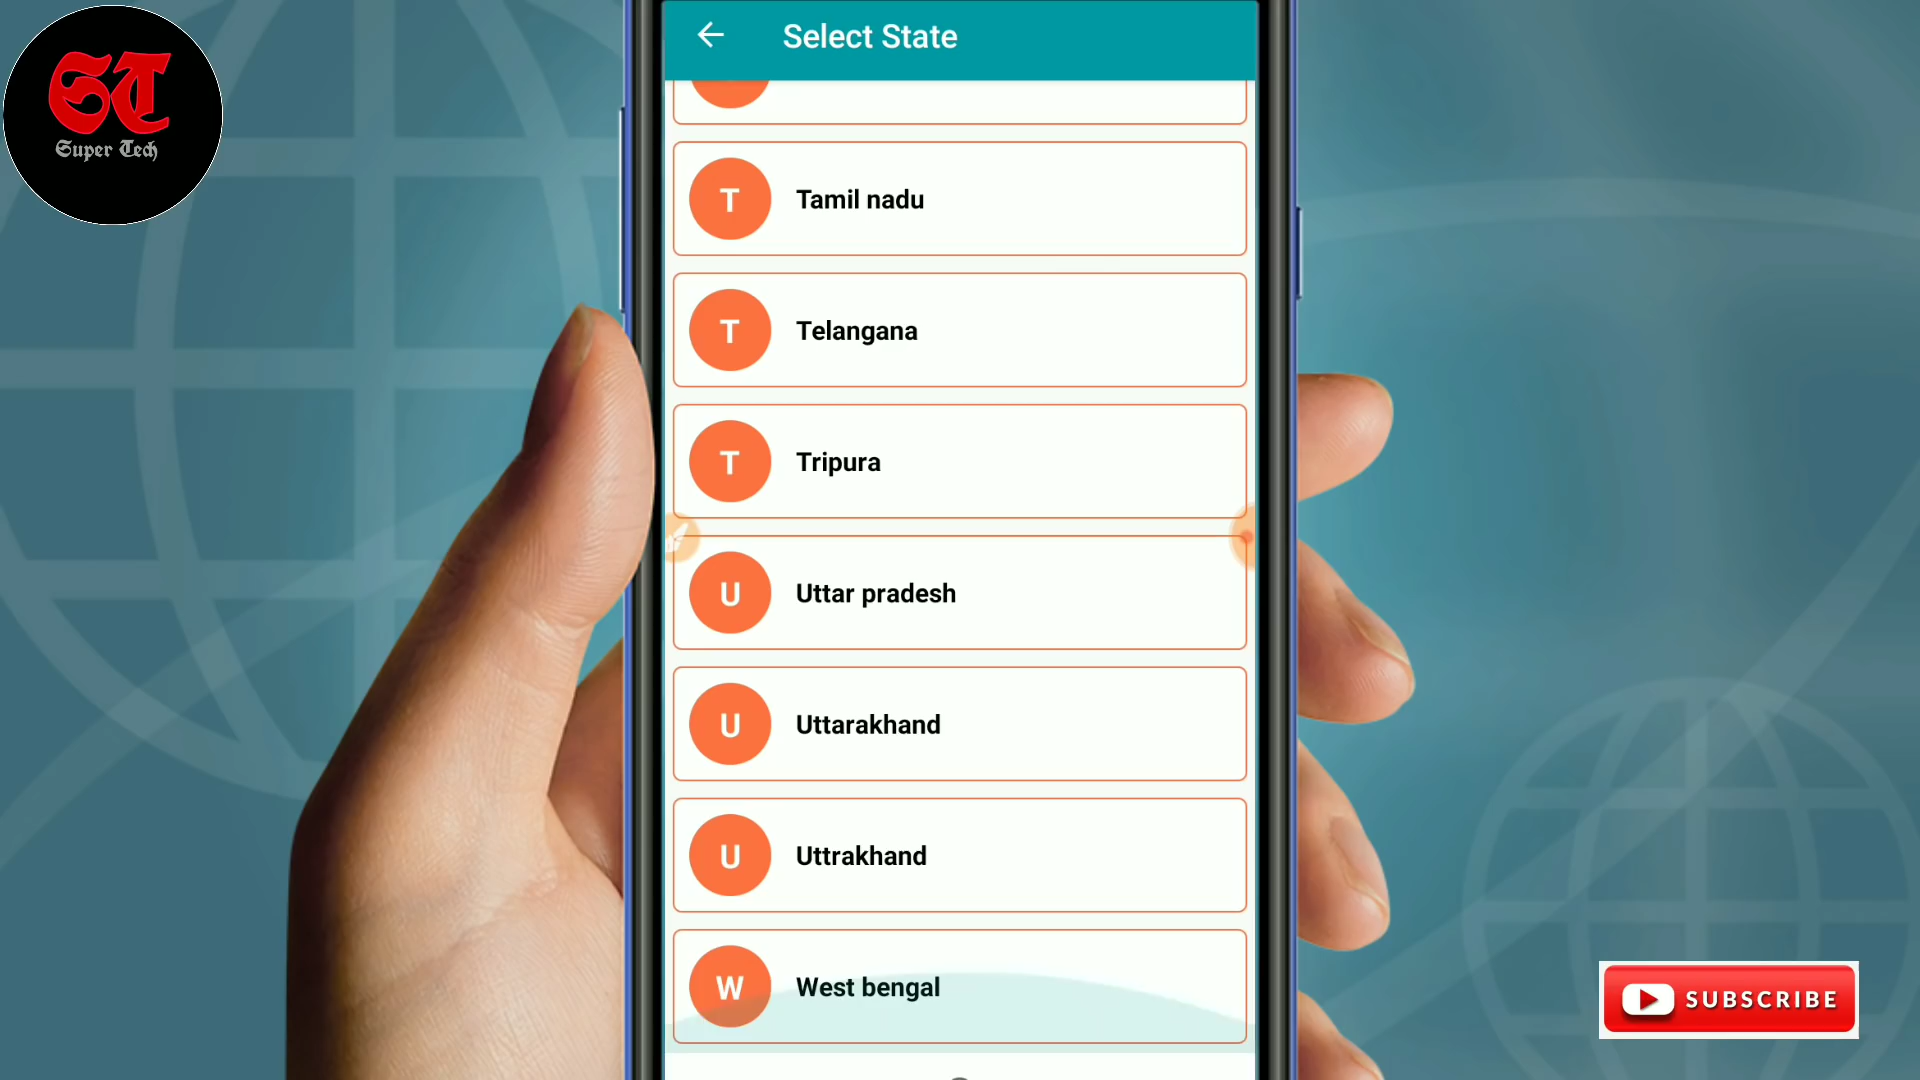 ST
Super Tech
Select State
T
Tamil nadu
T
Telangana
T
Tripura
U
Uttar pradesh
U
Uttarakhand
U
Uttrakhand
W
West bengal
SUBSCRIBE